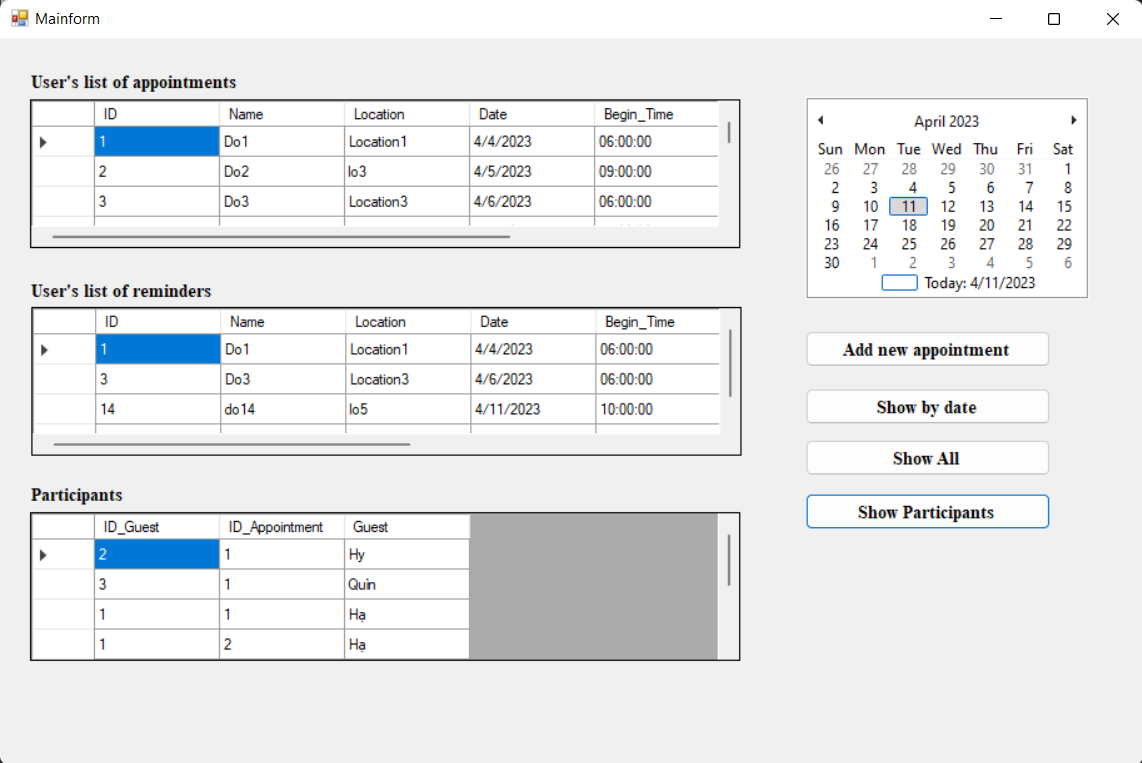 Mainform
User's list of appointments
ID Name Location Date Begin_Time
1 Do1 Location1 4/4/2023 06:00:00
2 Do2 lo3 4/5/2023 09:00:00
3 Do3 Location3 4/6/2023 06:00:00
User's list of reminders
ID Name Location Date Begin_Time
1 Do1 Location1 4/4/2023 06:00:00
3 Do3 Location3 4/6/2023 06:00:00
14 do14 lo5 4/11/2023 10:00:00
Participants
ID_Guest ID_Appointment Guest
2 1 Hy
3 1 Quìn
1 1 Hạ
1 2 Hạ
April 2023
Sun Mon Tue Wed Thu Fri Sat
26 27 28 29 30 31 1
2 3 4 5 6 7 8
9 10 11 12 13 14 15
16 17 18 19 20 21 22
23 24 25 26 27 28 29
30 1 2 3 4 5 6
Today: 4/11/2023
Add new appointment
Show by date
Show All
Show Participants